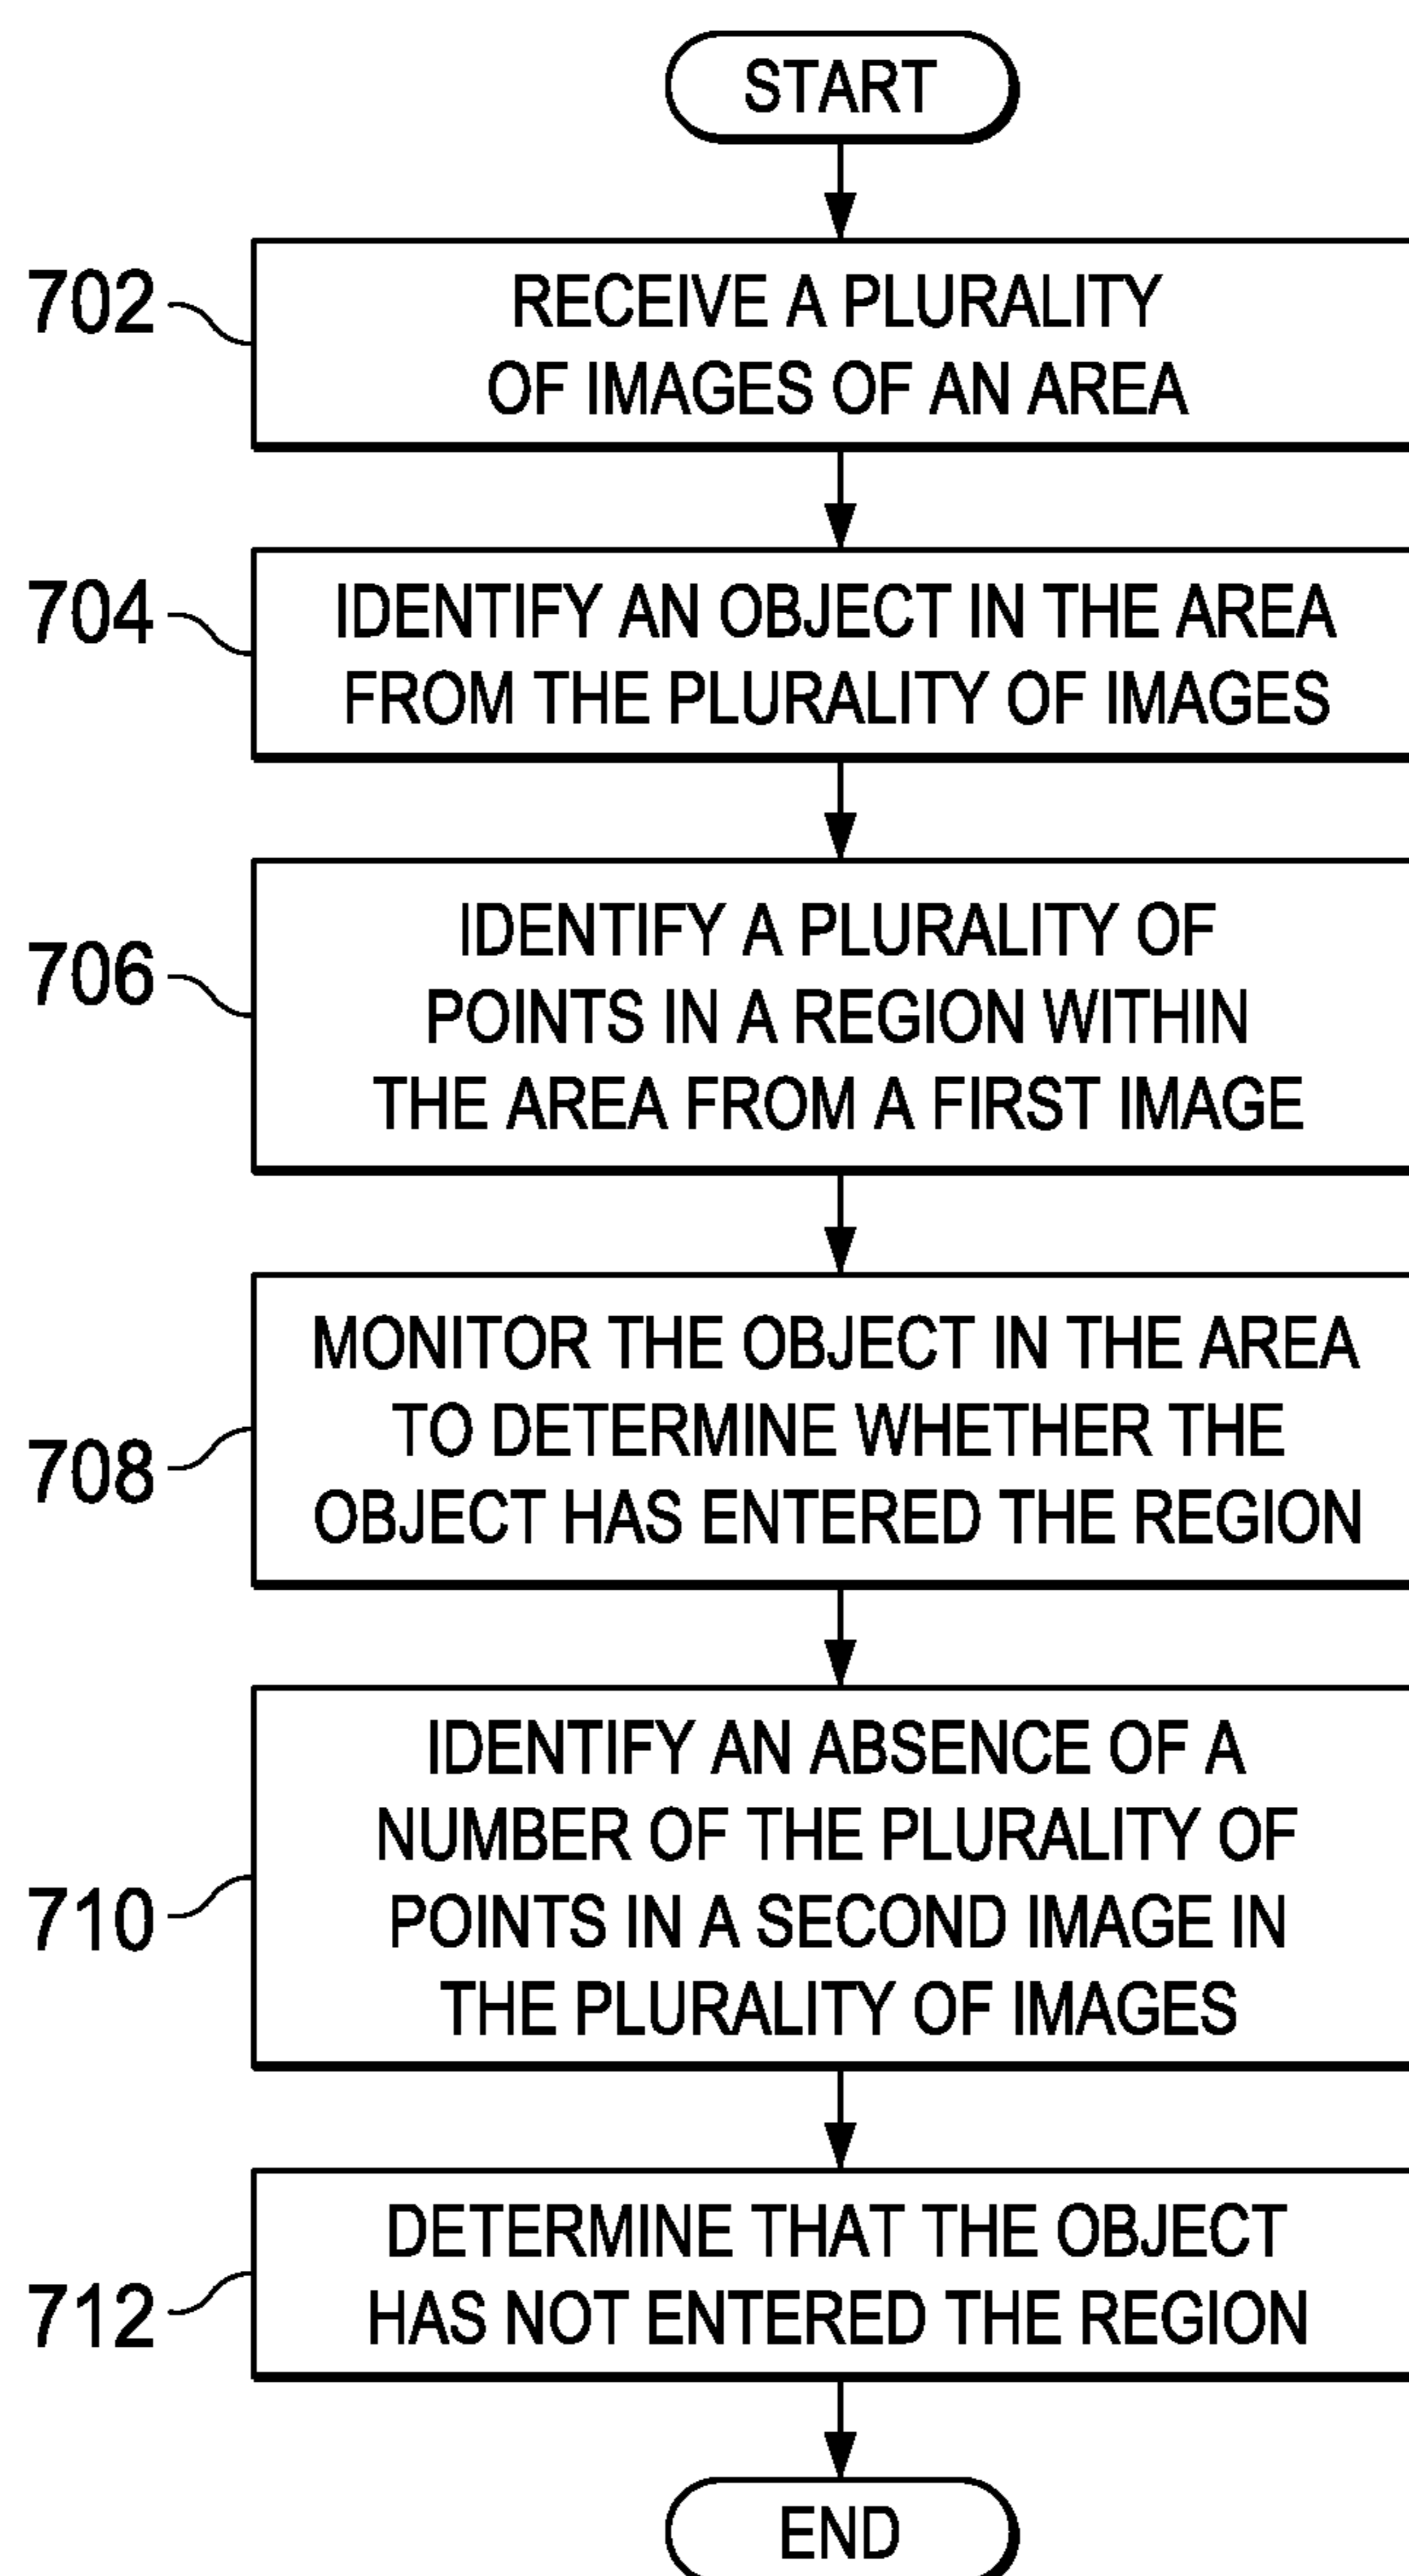 START
702
RECEIVE A PLURALITY
OF IMAGES OF AN AREA
704
IDENTIFY AN OBJECT IN THE AREA
FROM THE PLURALITY OF IMAGES
706
IDENTIFY A PLURALITY OF
POINTS IN A REGION WITHIN
THE AREA FROM A FIRST IMAGE
708
MONITOR THE OBJECT IN THE AREA
TO DETERMINE WHETHER THE
OBJECT HAS ENTERED THE REGION
710
IDENTIFY AN ABSENCE OF A
NUMBER OF THE PLURALITY OF
POINTS IN A SECOND IMAGE IN
THE PLURALITY OF IMAGES
712
DETERMINE THAT THE OBJECT
HAS NOT ENTERED THE REGION
END